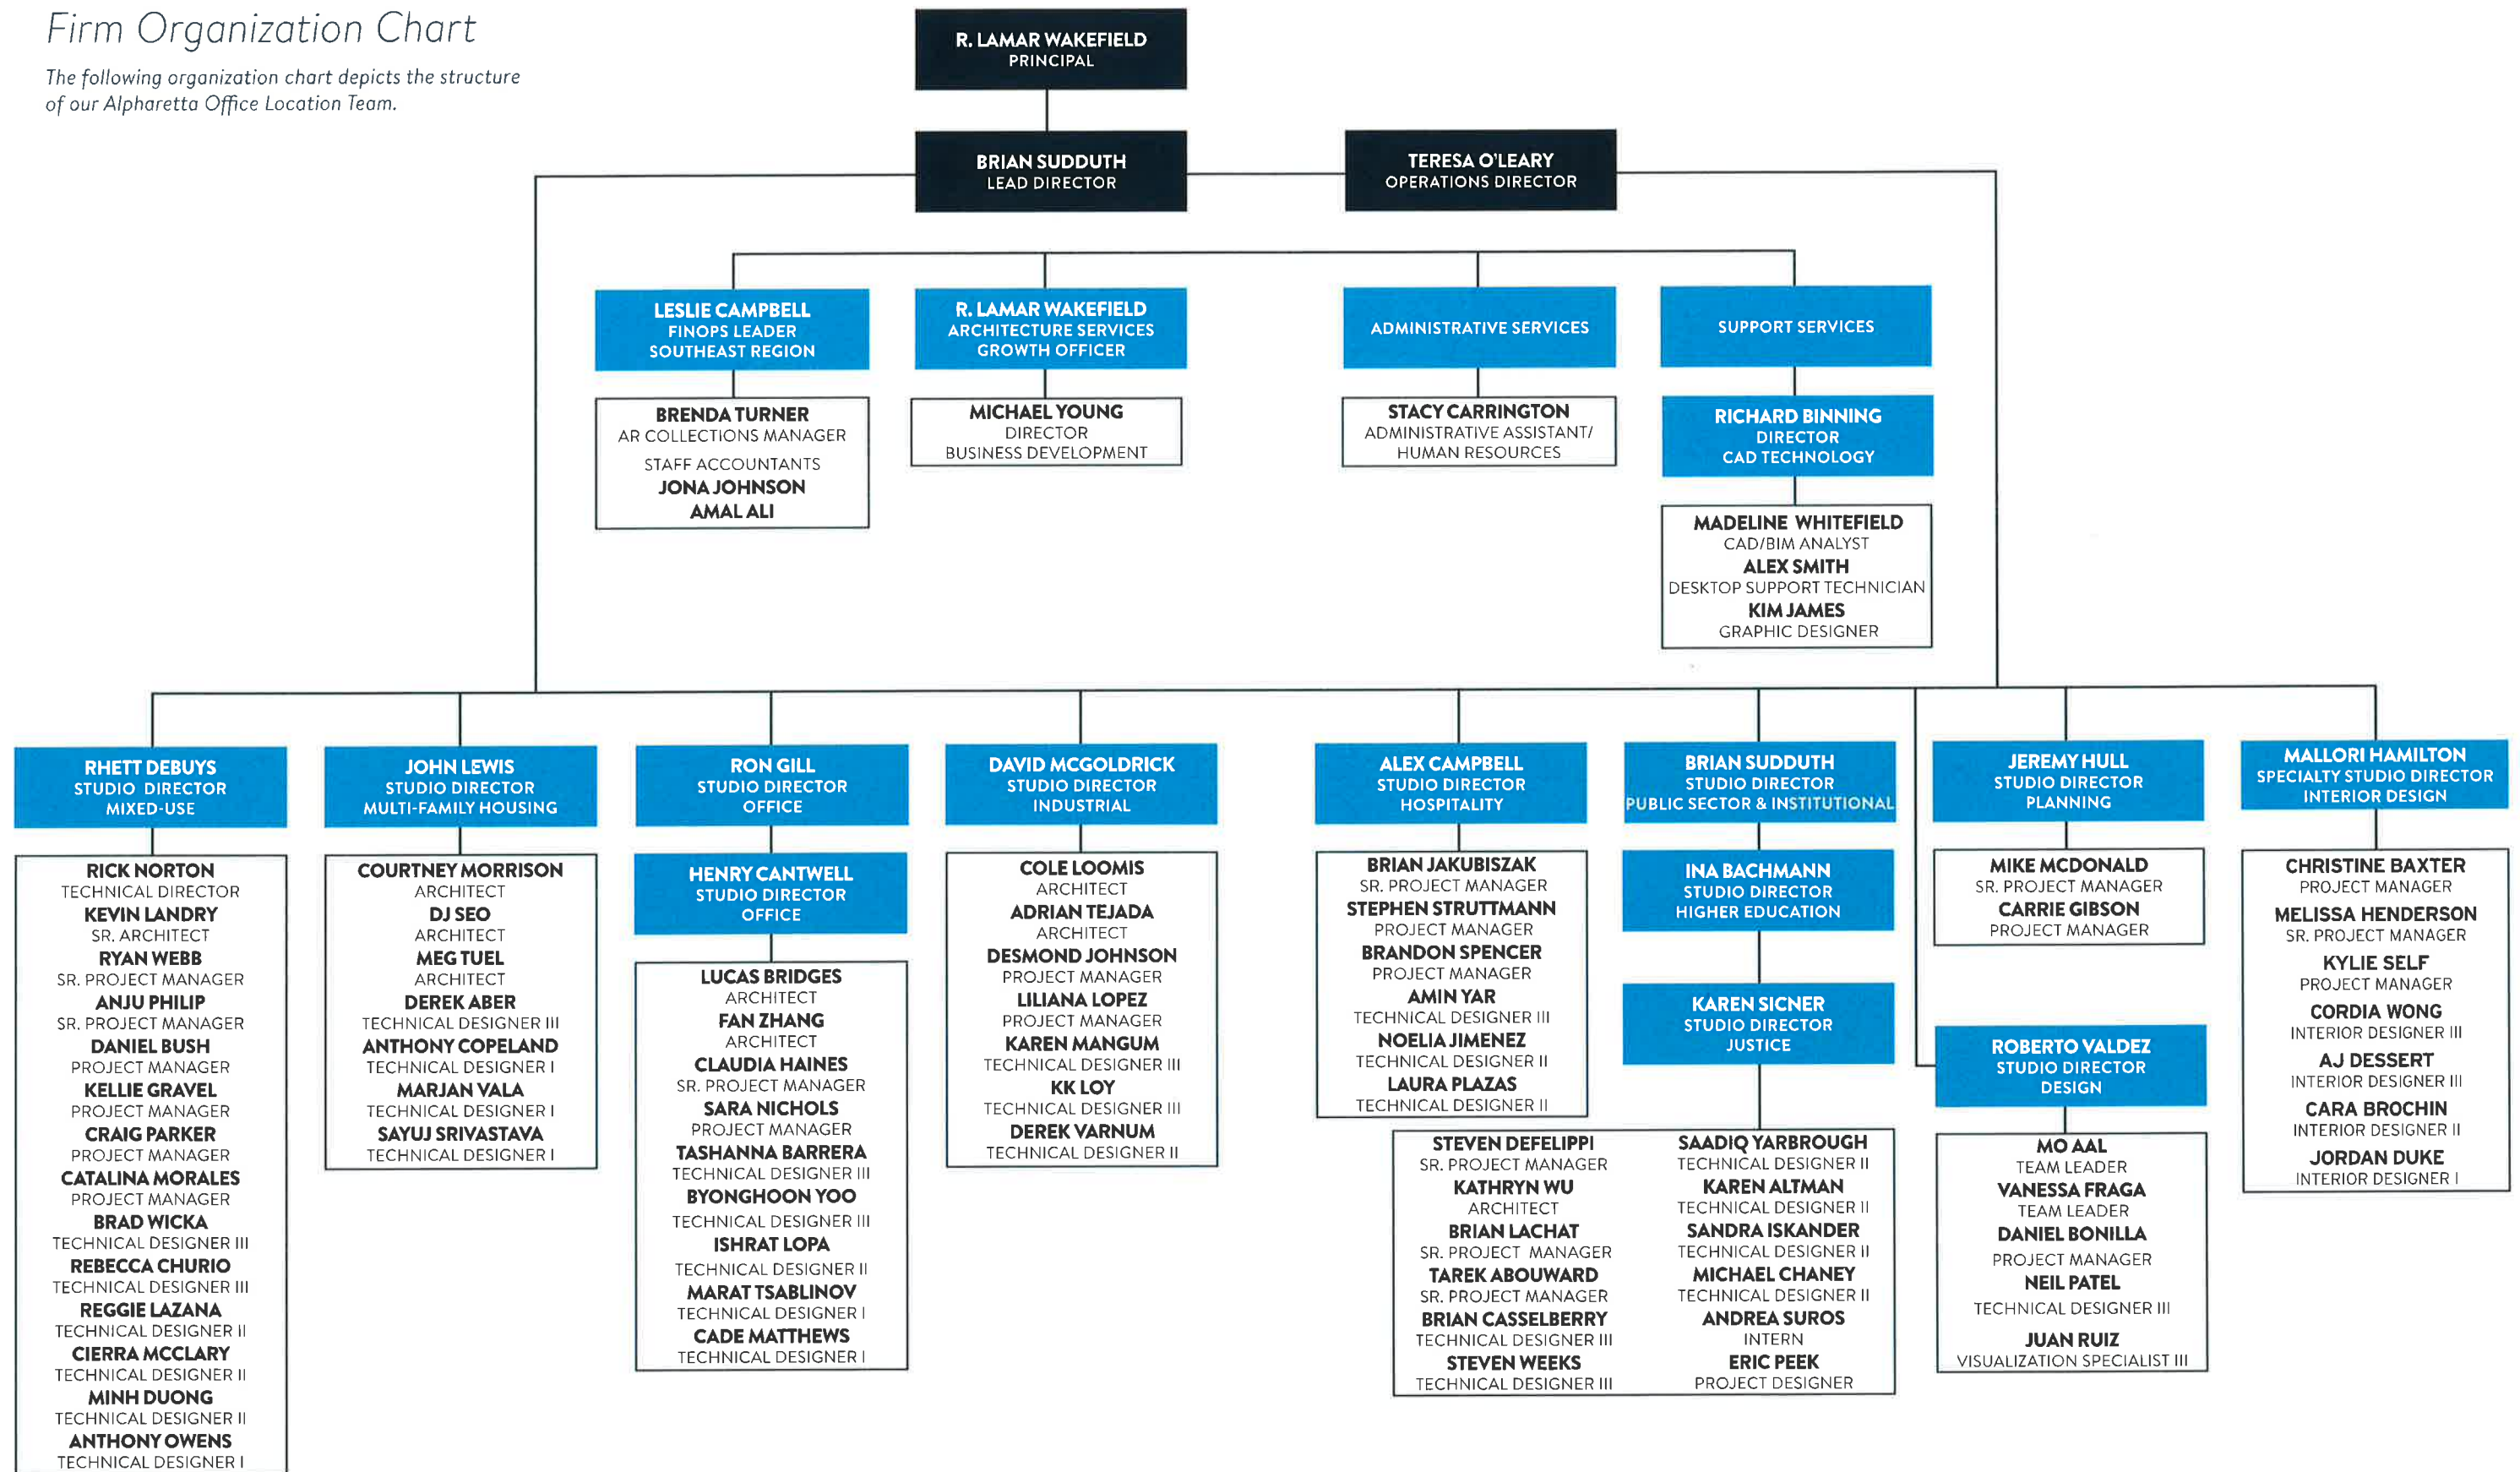 Firm Organization Chart
The following organization chart depicts the structure
of our Alpharetta Office Location Team.
R. LAMAR WAKEFIELD
PRINCIPAL
BRIAN SUDDUTH
LEAD DIRECTOR
TERESA O'LEARY
OPERATIONS DIRECTOR
LESLIE CAMPBELL
FINOPS LEADER
SOUTHEAST REGION
BRENDA TURNER
AR COLLECTIONS MANAGER
STAFF ACCOUNTANTS
JONA JOHNSON
AMAL ALI
R. LAMAR WAKEFIELD
ARCHITECTURE SERVICES
GROWTH OFFICER
MICHAEL YOUNG
DIRECTOR
BUSINESS DEVELOPMENT
ADMINISTRATIVE SERVICES
STACY CARRINGTON
ADMINISTRATIVE ASSISTANT/
HUMAN RESOURCES
SUPPORT SERVICES
RICHARD BINNING
DIRECTOR
CAD TECHNOLOGY
MADELINE WHITEFIELD
CAD/BIM ANALYST
ALEX SMITH
DESKTOP SUPPORT TECHNICIAN
KIM JAMES
GRAPHIC DESIGNER
RHETT DEBUYS
STUDIO DIRECTOR
MIXED-USE
RICK NORTON
TECHNICAL DIRECTOR
KEVIN LANDRY
SR. ARCHITECT
RYAN WEBB
SR. PROJECT MANAGER
ANJU PHILIP
SR. PROJECT MANAGER
DANIEL BUSH
PROJECT MANAGER
KELLIE GRAVEL
PROJECT MANAGER
CRAIG PARKER
PROJECT MANAGER
CATALINA MORALES
PROJECT MANAGER
BRAD WICKA
TECHNICAL DESIGNER III
REBECCA CHURIO
TECHNICAL DESIGNER III
REGGIE LAZANA
TECHNICAL DESIGNER II
CIERRA MCCLARY
TECHNICAL DESIGNER II
MINH DUONG
TECHNICAL DESIGNER II
ANTHONY OWENS
TECHNICAL DESIGNER I
JOHN LEWIS
STUDIO DIRECTOR
MULTI-FAMILY HOUSING
COURTNEY MORRISON
ARCHITECT
DJ SEO
ARCHITECT
MEG TUEL
ARCHITECT
DEREK ABER
TECHNICAL DESIGNER III
ANTHONY COPELAND
TECHNICAL DESIGNER I
MARJAN VALA
TECHNICAL DESIGNER I
SAYUJ SRIVASTAVA
TECHNICAL DESIGNER I
RON GILL
STUDIO DIRECTOR
OFFICE
HENRY CANTWELL
STUDIO DIRECTOR
OFFICE
LUCAS BRIDGES
ARCHITECT
FAN ZHANG
ARCHITECT
CLAUDIA HAINES
SR. PROJECT MANAGER
SARA NICHOLS
PROJECT MANAGER
TASHANNA BARRERA
TECHNICAL DESIGNER III
BYONGHOON YOO
TECHNICAL DESIGNER III
ISHRAT LOPA
TECHNICAL DESIGNER II
MARAT TSABLINOV
TECHNICAL DESIGNER I
CADE MATTHEWS
TECHNICAL DESIGNER I
DAVID MCGOLDRICK
STUDIO DIRECTOR
INDUSTRIAL
COLE LOOMIS
ARCHITECT
ADRIAN TEJADA
ARCHITECT
DESMOND JOHNSON
PROJECT MANAGER
LILIANA LOPEZ
PROJECT MANAGER
KAREN MANGUM
TECHNICAL DESIGNER III
KK LOY
TECHNICAL DESIGNER III
DEREK VARNUM
TECHNICAL DESIGNER II
ALEX CAMPBELL
STUDIO DIRECTOR
HOSPITALITY
BRIAN JAKUBISZAK
SR. PROJECT MANAGER
STEPHEN STRUTTMANN
PROJECT MANAGER
BRANDON SPENCER
PROJECT MANAGER
AMIN YAR
TECHNICAL DESIGNER III
NOELIA JIMENEZ
TECHNICAL DESIGNER II
LAURA PLAZAS
TECHNICAL DESIGNER II
BRIAN SUDDUTH
STUDIO DIRECTOR
PUBLIC SECTOR & INSTITUTIONAL
INA BACHMANN
STUDIO DIRECTOR
HIGHER EDUCATION
KAREN SICNER
STUDIO DIRECTOR
JUSTICE
STEVEN DEFELIPPI
SR. PROJECT MANAGER
KATHRYN WU
ARCHITECT
BRIAN LACHAT
SR. PROJECT MANAGER
TAREK ABOUWARD
SR. PROJECT MANAGER
BRIAN CASSELBERRY
TECHNICAL DESIGNER III
STEVEN WEEKS
TECHNICAL DESIGNER III
SAADIQ YARBROUGH
TECHNICAL DESIGNER II
KAREN ALTMAN
TECHNICAL DESIGNER II
SANDRA ISKANDER
TECHNICAL DESIGNER II
MICHAEL CHANEY
TECHNICAL DESIGNER II
ANDREA SUROS
INTERN
ERIC PEEK
PROJECT DESIGNER
JEREMY HULL
STUDIO DIRECTOR
PLANNING
MIKE MCDONALD
SR. PROJECT MANAGER
CARRIE GIBSON
PROJECT MANAGER
ROBERTO VALDEZ
STUDIO DIRECTOR
DESIGN
MO AAL
TEAM LEADER
VANESSA FRAGA
TEAM LEADER
DANIEL BONILLA
PROJECT MANAGER
NEIL PATEL
TECHNICAL DESIGNER III
JUAN RUIZ
VISUALIZATION SPECIALIST III
MALLORI HAMILTON
SPECIALTY STUDIO DIRECTOR
INTERIOR DESIGN
CHRISTINE BAXTER
PROJECT MANAGER
MELISSA HENDERSON
SR. PROJECT MANAGER
KYLIE SELF
PROJECT MANAGER
CORDIA WONG
INTERIOR DESIGNER III
AJ DESSERT
INTERIOR DESIGNER III
CARA BROCHIN
INTERIOR DESIGNER II
JORDAN DUKE
INTERIOR DESIGNER I